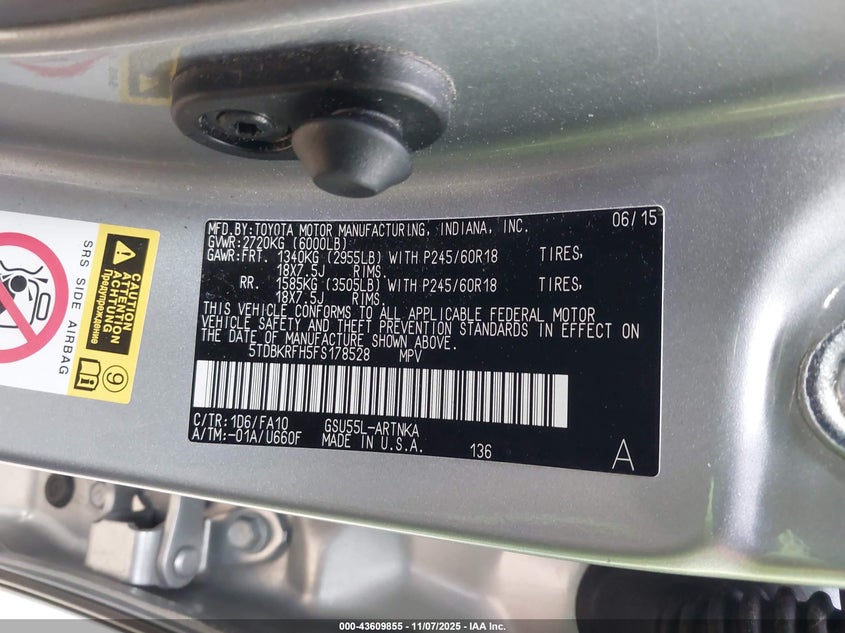 MFD.BY:TOYOTA MOTOR MANUFACTURING, INDIANA, INC. 06/15
GVWR:2720KG (6000LB)
GAWR:FRT. 1340KG (2955LB) WITH P245/60R18 TIRES,
18X7.5J RIMS.
RR. 1585KG (3505LB) WITH P245/60R18 TIRES,
18X7.5J RIMS.
THIS VEHICLE CONFORMS TO ALL APPLICABLE FEDERAL MOTOR
VEHICLE SAFETY AND THEFT PREVENTION STANDARDS IN EFFECT ON
THE DATE OF MANUFACTURE SHOWN ABOVE.
5TDBKRFH5FS178528 MPV
C/TR:1D6/FA10 GSU55L-ARTNKA
A/TM:-01A/U660F MADE IN U.S.A. 136 A
SRS SIDE AIRBAG
CAUTION
ATTENTION
ACHTUNG
Предупреждение
9
000-43609855 - 11/07/2025 - IAA Inc.